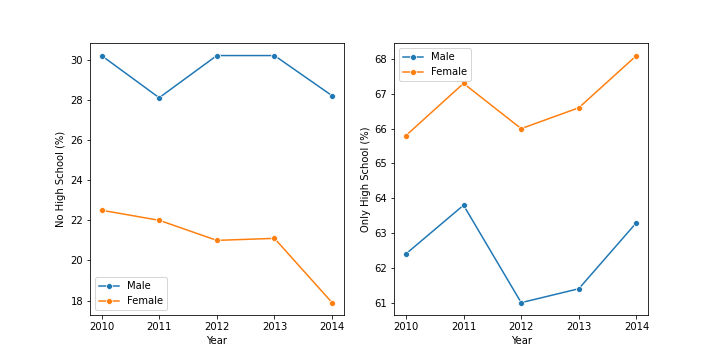 No High School (%)
30
28
26
24
22
20
18
Male
Female
2010 2011 2012 2013 2014
Year
Only High School (%)
68
67
66
65
64
63
62
61
Male
Female
2010 2011 2012 2013 2014
Year